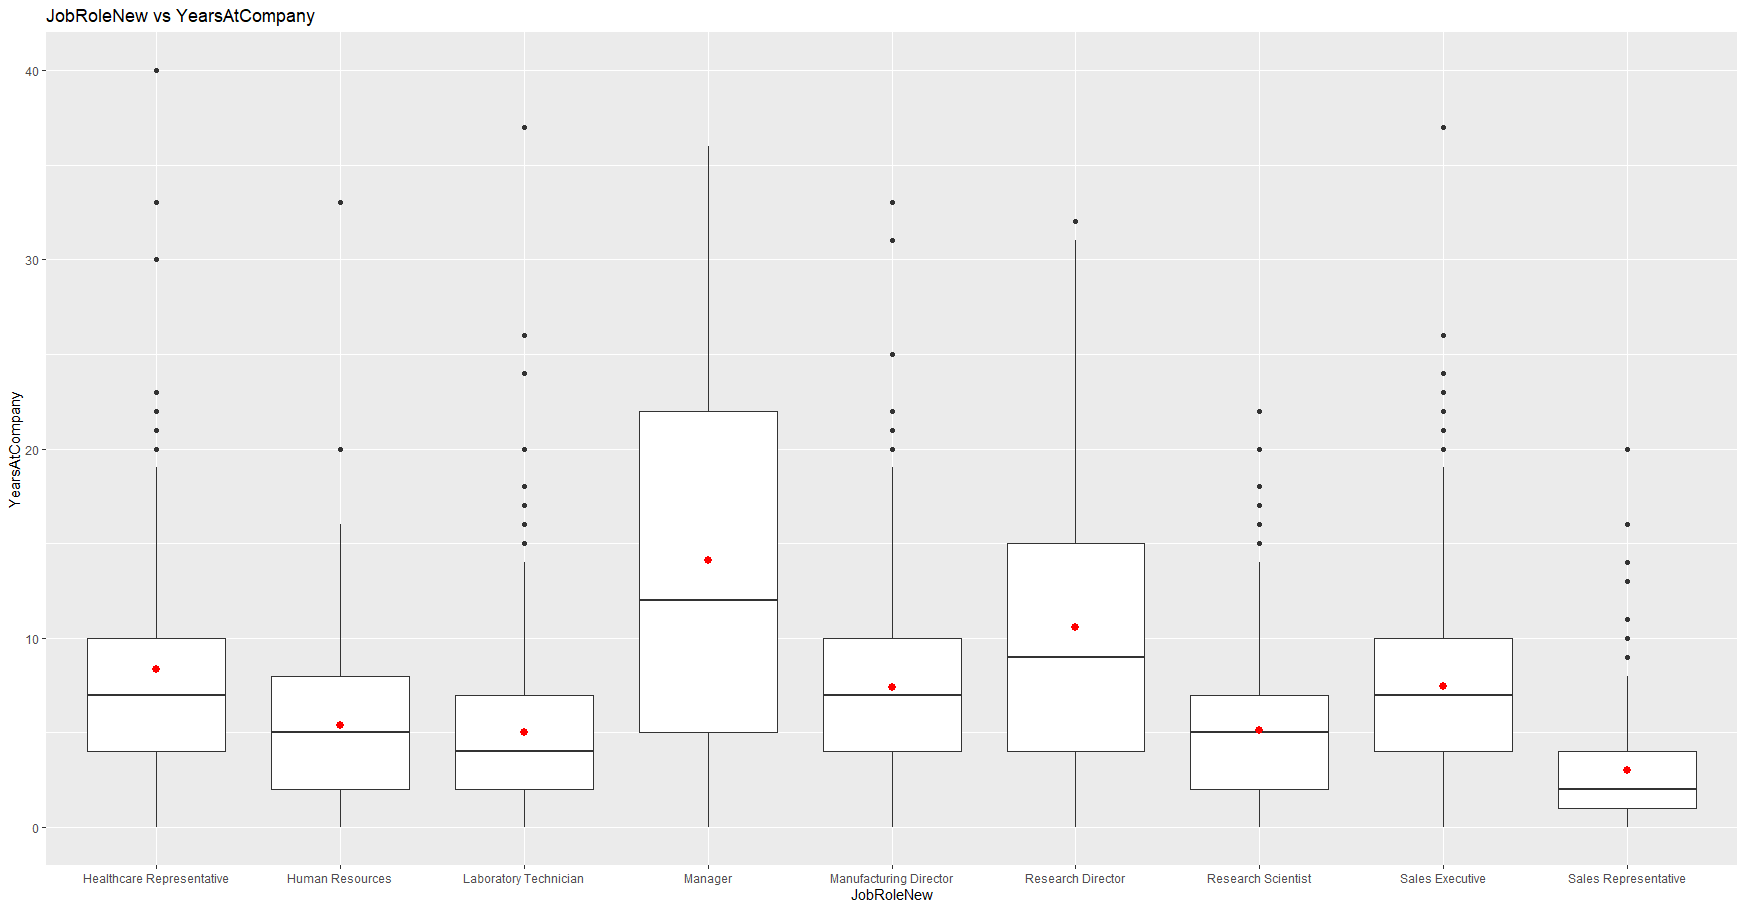 JobRoleNew vs YearsAtCompany
40
30
20
10
0
YearsAtCompany
Healthcare Representative
Human Resources
Laboratory Technician
Manager
Manufacturing Director
Research Director
Research Scientist
Sales Executive
Sales Representative
JobRoleNew